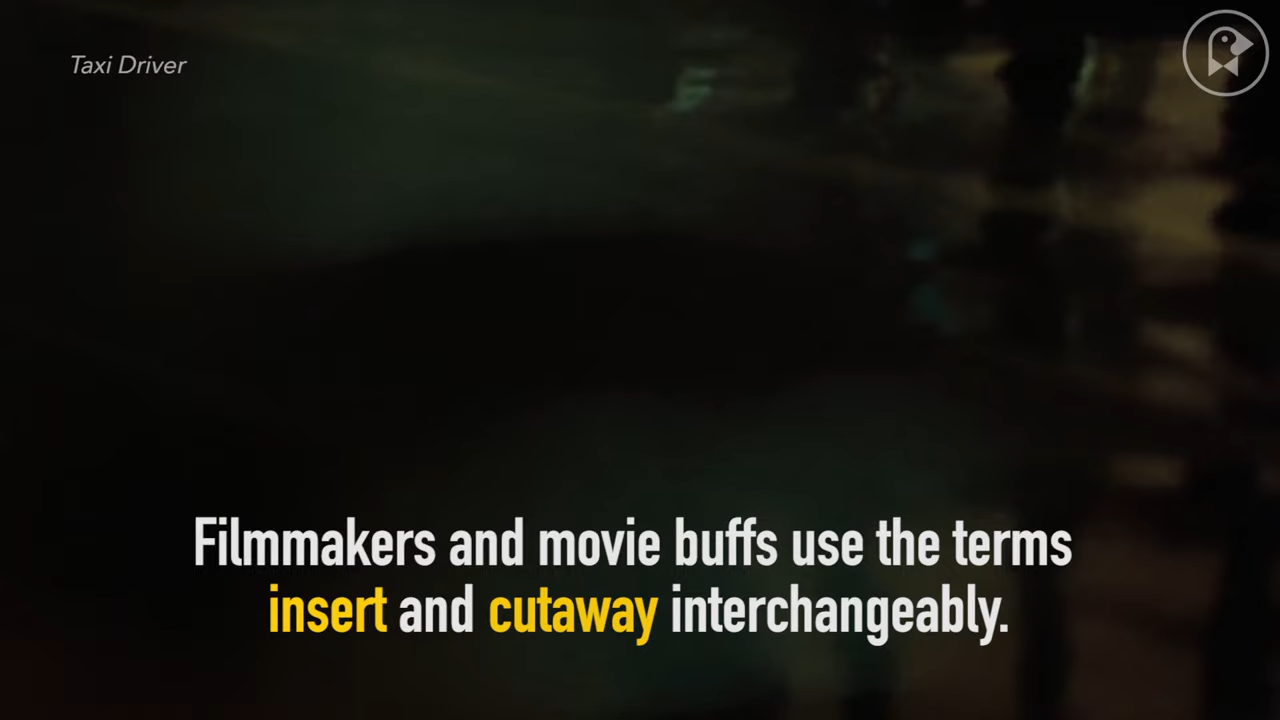 Taxi Driver
Filmmakers and movie buffs use the terms
insert and cutaway interchangeably.